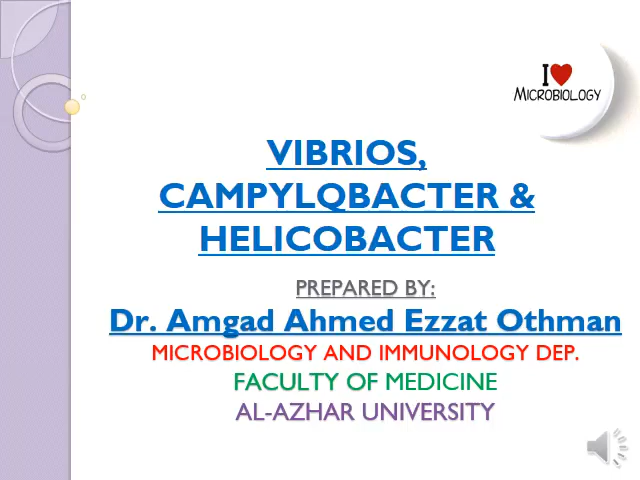 I
MICROBIOLOGY
VIBRIOS,
CAMPYLQBACTER &
HELICOBACTER
PREPARED BY:
Dr. Amgad Ahmed Ezzat Othman
MICROBIOLOGY AND IMMUNOLOGY DEP.
FACULTY OF MEDICINE
AL-AZHAR UNIVERSITY